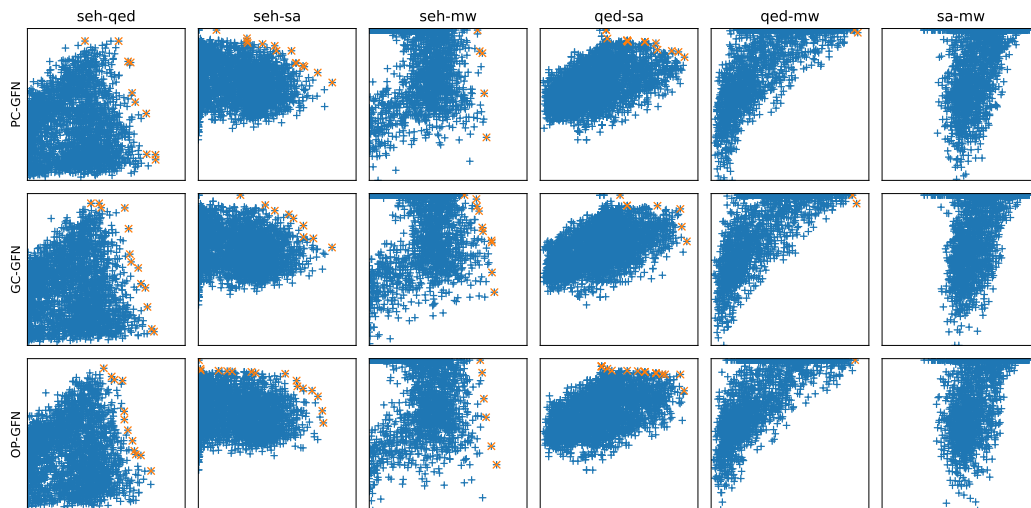 seh-qed seh-sa seh-mw qed-sa qed-mw sa-mw
PC-GFN
GC-GFN
OP-GFN